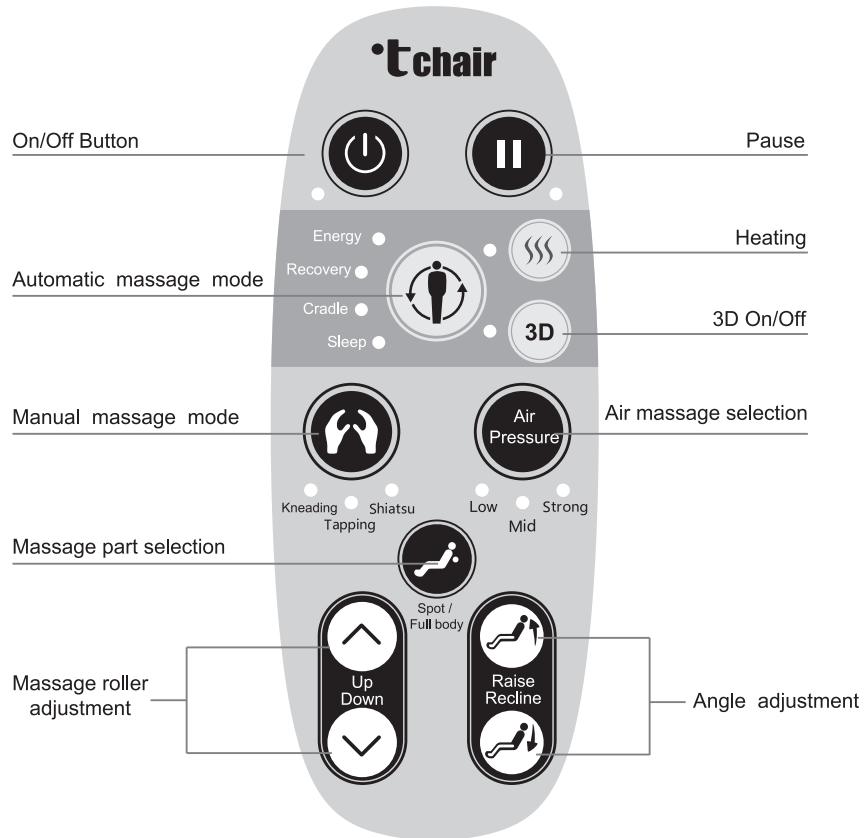 tchair
On/Off Button
Pause
Energy
Heating
Recovery
Automatic massage mode
Cradle
3D On/Off
3D
Sleep
Manual massage mode
Air
Pressure
Air massage selection
Kneading
Tapping
Shiatsu
Low
Mid
Strong
Massage part selection
Spot /
Full body
Up
Down
Raise
Recline
Massage roller
adjustment
Angle adjustment